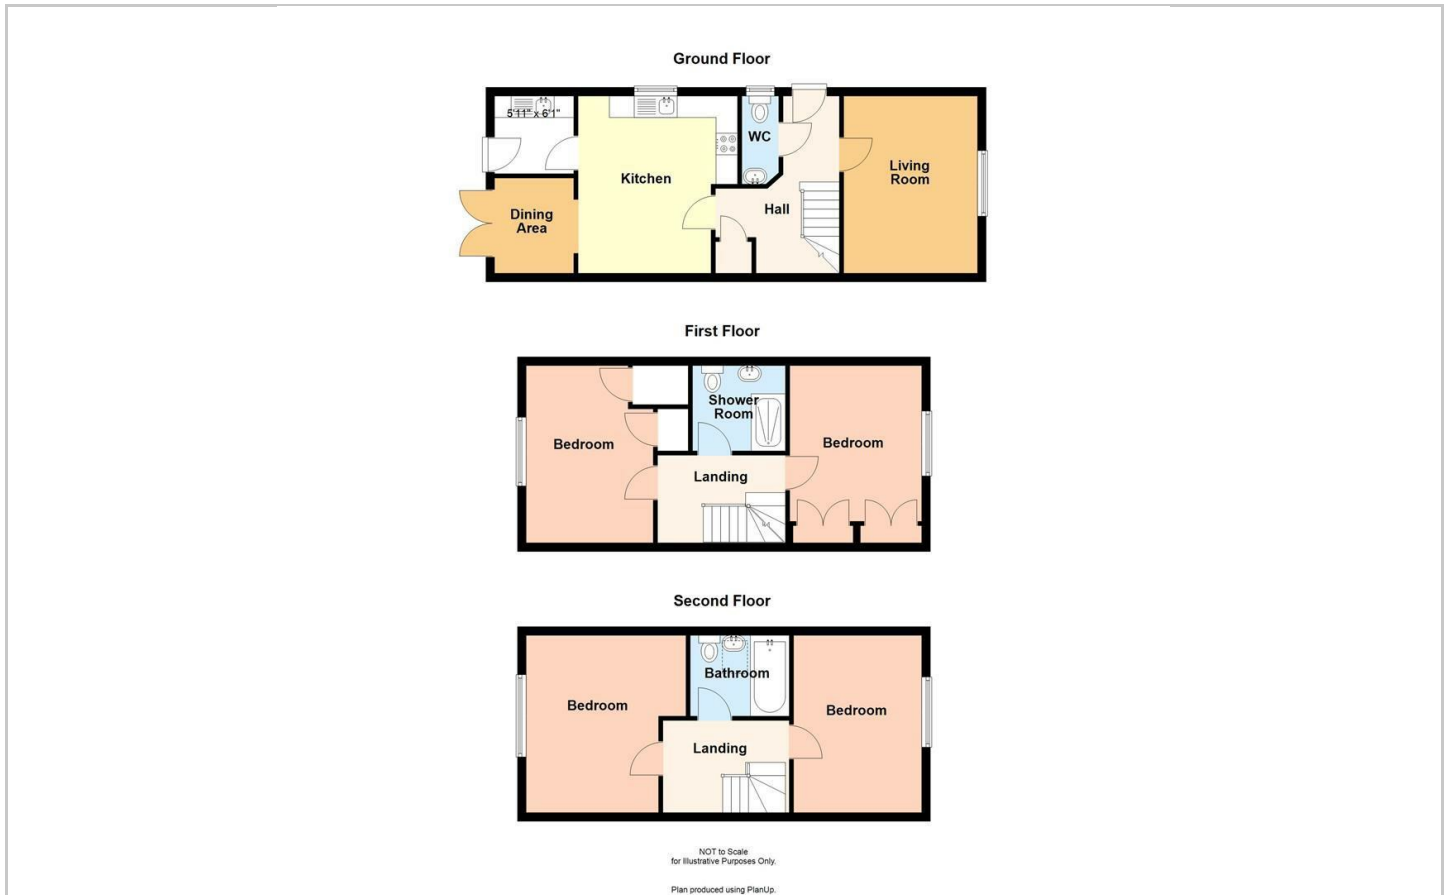 Ground Floor
5'11" x 6'1"
WC
Living
Room
Kitchen
Hall
Dining
Area
First Floor
Shower
Room
Bedroom
Bedroom
Landing
Second Floor
Bathroom
Bedroom
Bedroom
Landing
NOT to Scale
for Illustrative Purposes Only.
Plan produced using PlanUp.